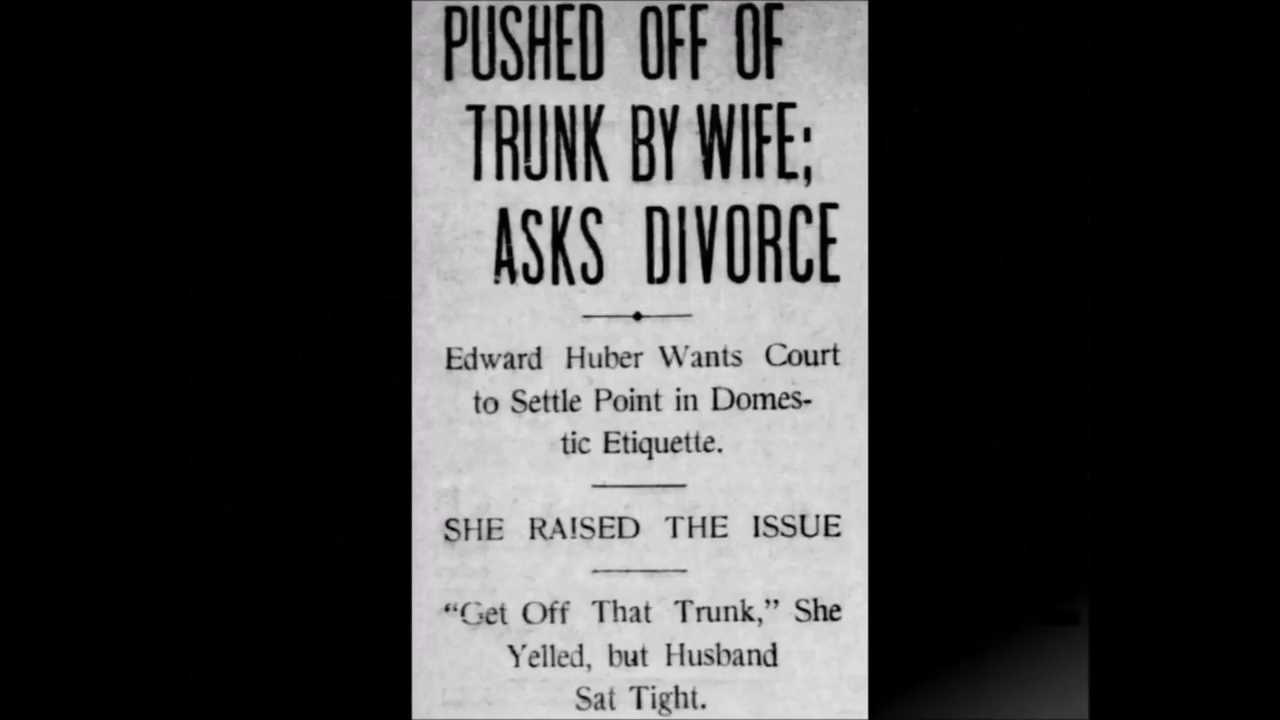 PUSHED OFF OF
TRUNK BY WIFE;
ASKS DIVORCE
Edward Huber Wants Court
to Settle Point in Domes-
tic Etiquette.
SHE RAISED THE ISSUE
“Get Off That Trunk,” She
Yelled, but Husband
Sat Tight.